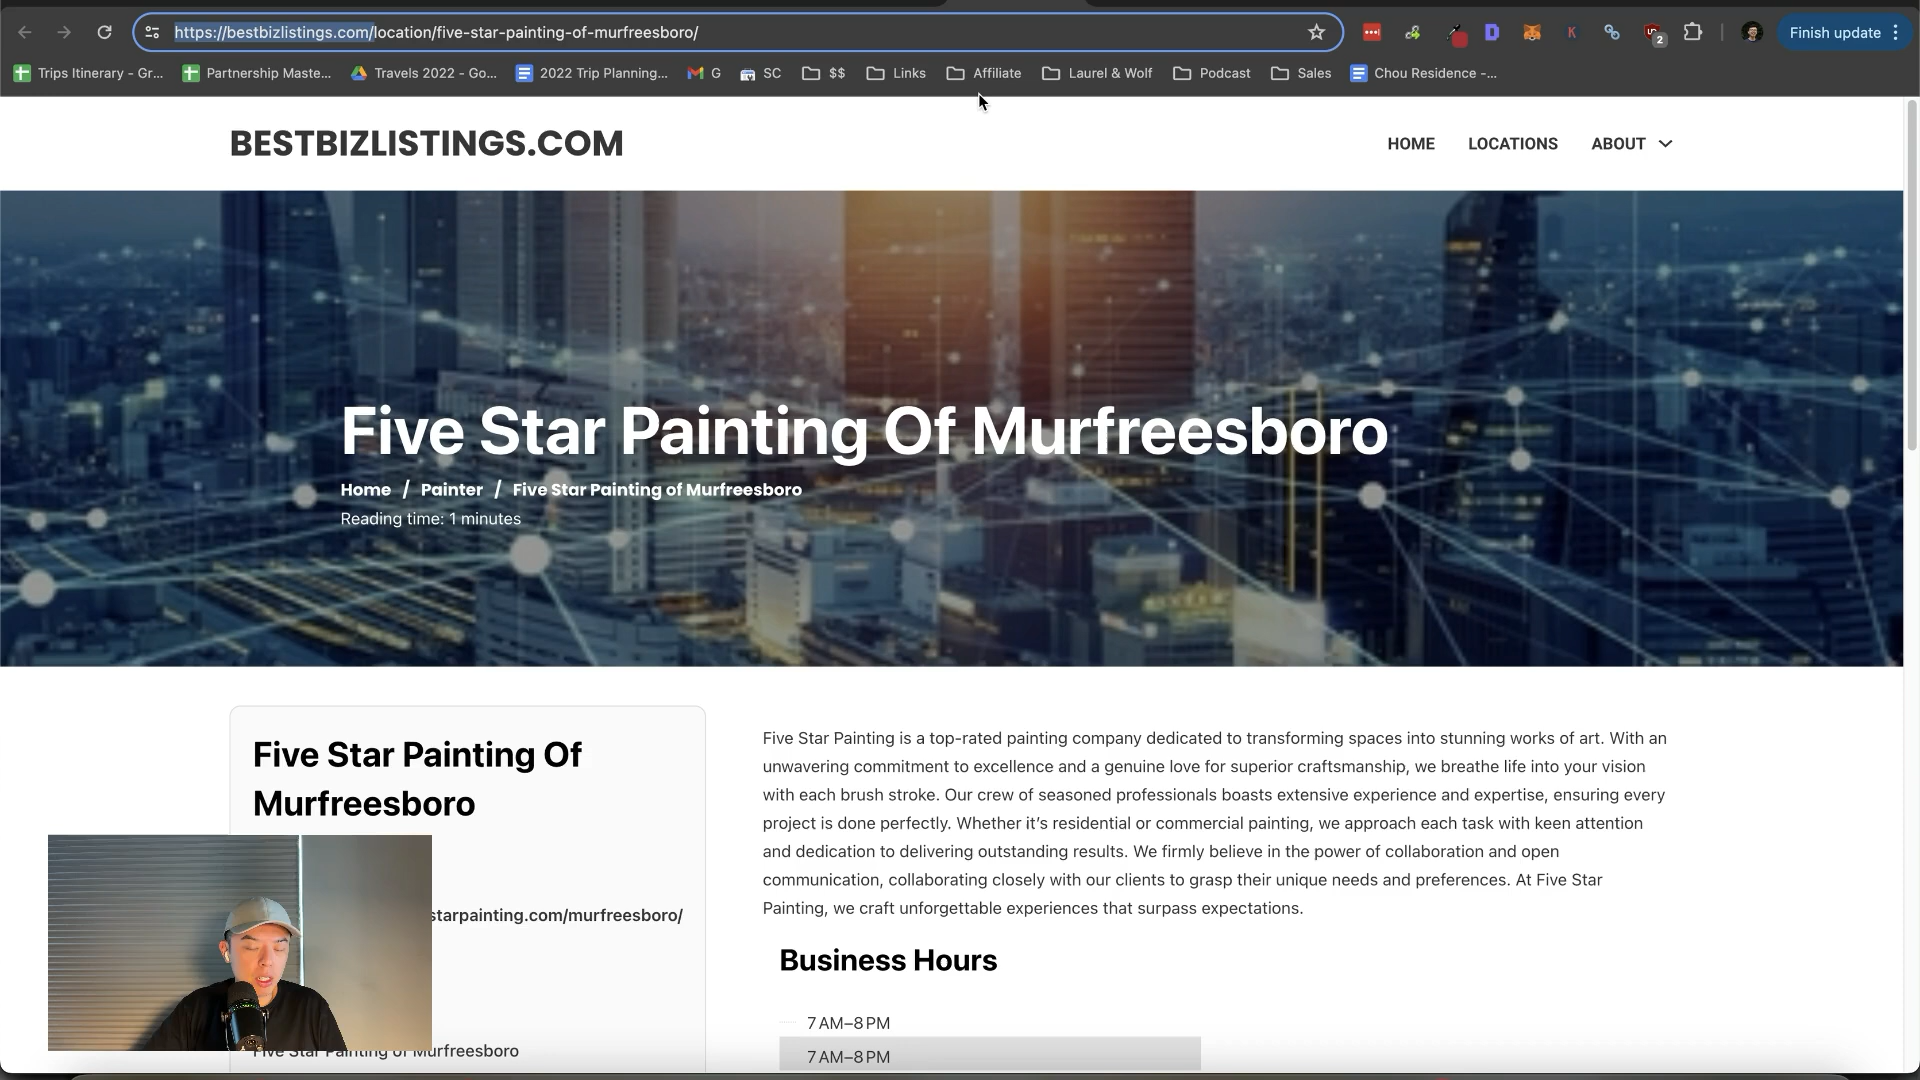 https://bestbizlistings.com/location/five-star-painting-of-murfreesboro/
Finish update
2
Trips Itinerary - Gr...
Partnership Maste...
Travels 2022 - Go...
2022 Trip Planning...
G
SC
$$
Links
Affiliate
Laurel & Wolf
Podcast
Sales
Chou Residence -...
BESTBIZLISTINGS.COM
HOME
LOCATIONS
ABOUT
Five Star Painting Of Murfreesboro
Home / Painter / Five Star Painting of Murfreesboro
Reading time: 1 minutes
Five Star Painting Of
Murfreesboro
starpainting.com/murfreesboro/
Five Star Painting of Murfreesboro
Five Star Painting is a top-rated painting company dedicated to transforming spaces into stunning works of art. With an
unwavering commitment to excellence and a genuine love for superior craftsmanship, we breathe life into your vision
with each brush stroke. Our crew of seasoned professionals boasts extensive experience and expertise, ensuring every
project is done perfectly. Whether it’s residential or commercial painting, we approach each task with keen attention
and dedication to delivering outstanding results. We firmly believe in the power of collaboration and open
communication, collaborating closely with our clients to grasp their unique needs and preferences. At Five Star
Painting, we craft unforgettable experiences that surpass expectations.
Business Hours
7 AM–8 PM
7 AM–8 PM